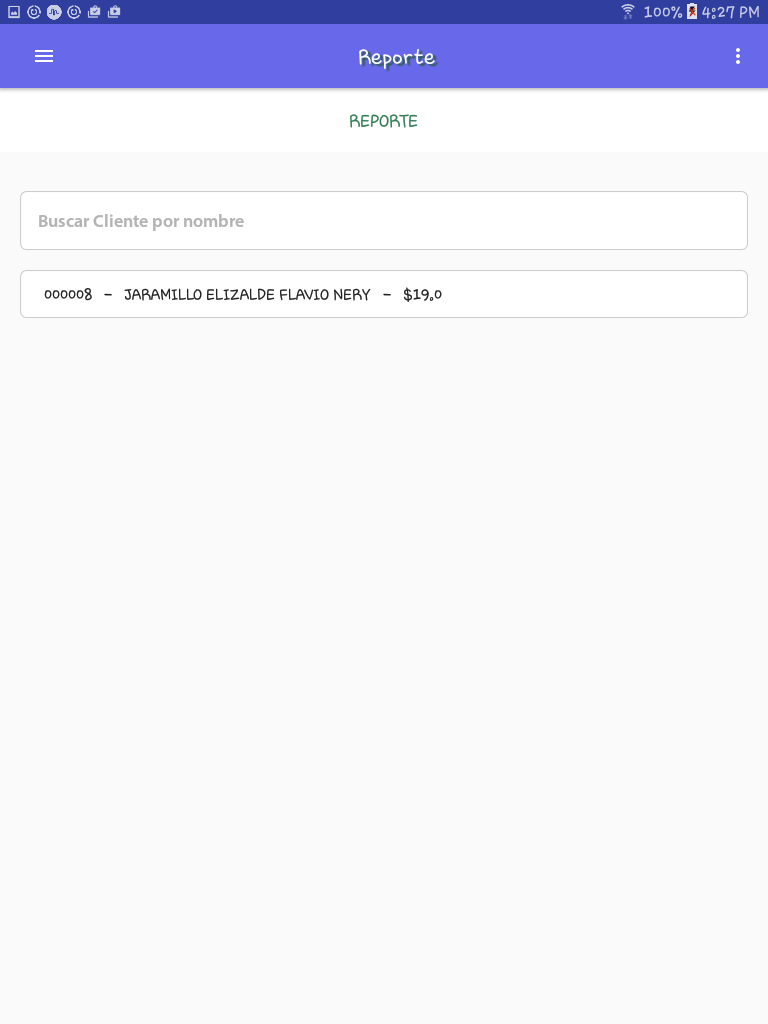 100% 4:27 PM
Reporte
REPORTE
Buscar Cliente por nombre
000008 - JARAMILLO ELIZALDE FLAVIO NERY - $19.0